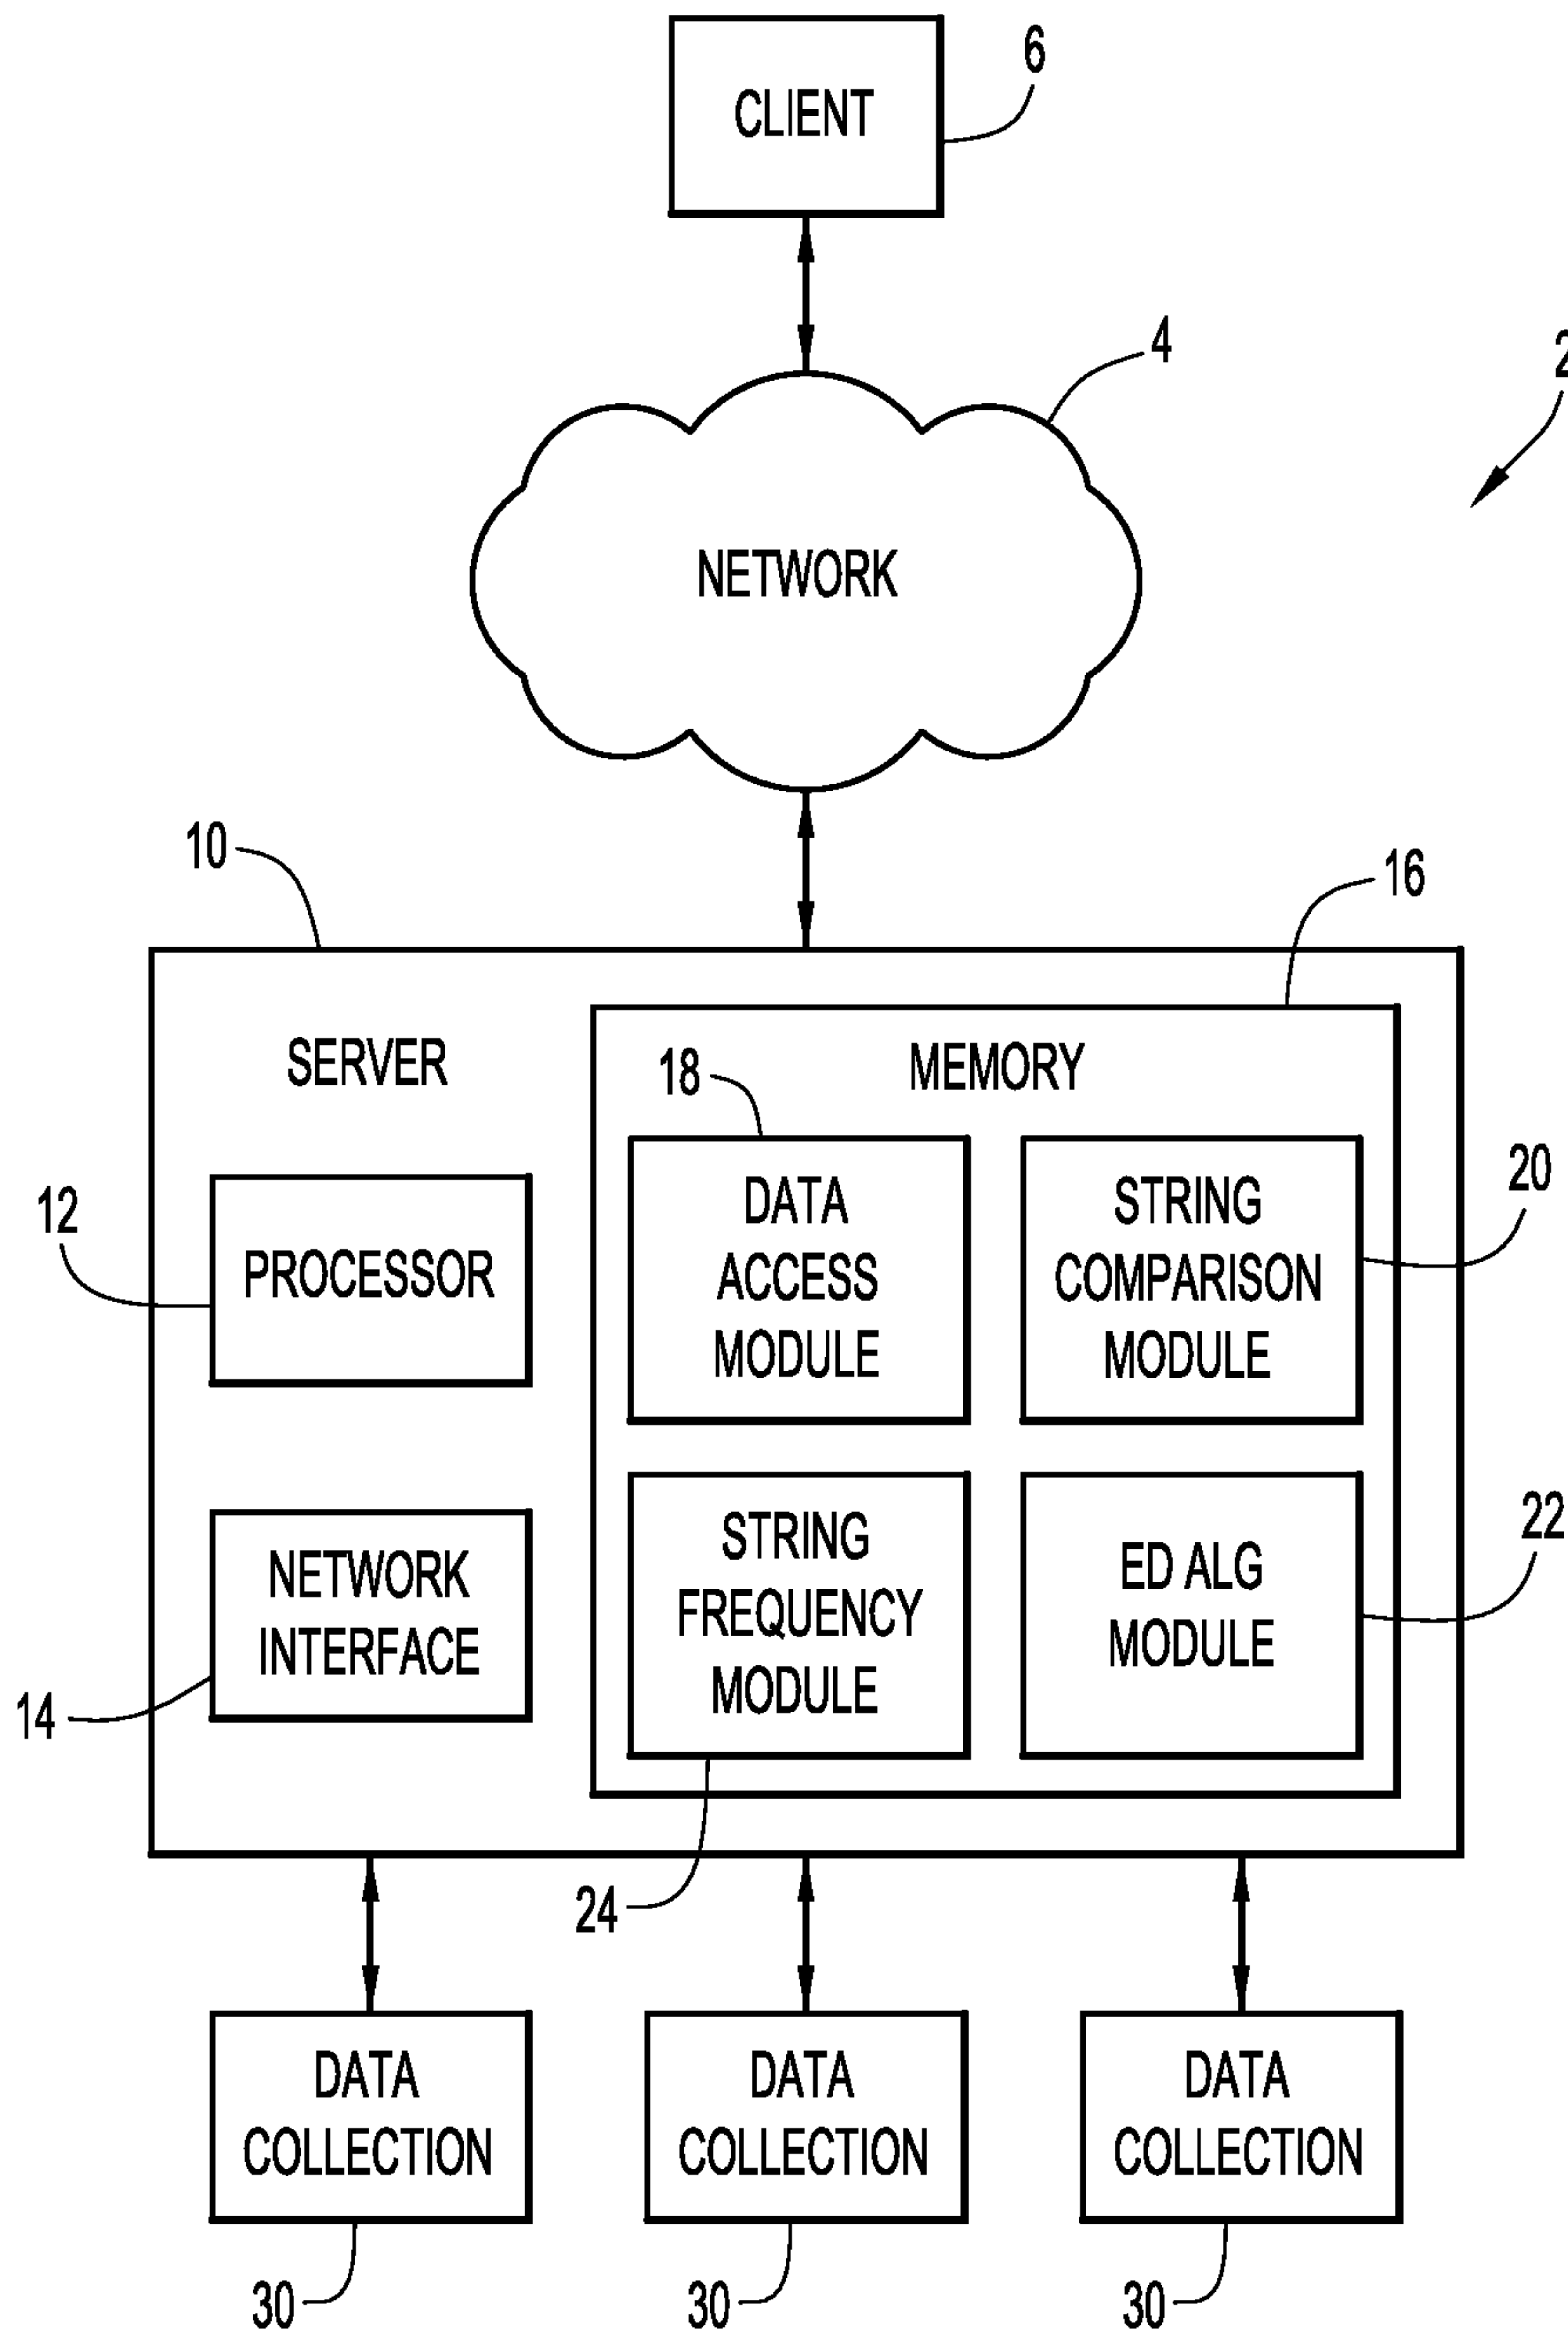 6
CLIENT
4
2
NETWORK
10
16
SERVER
MEMORY
18
DATA
ACCESS
MODULE
STRING
COMPARISON
MODULE
20
12
PROCESSOR
STRING
FREQUENCY
MODULE
ED ALG
MODULE
22
NETWORK
INTERFACE
14
24
DATA
COLLECTION
DATA
COLLECTION
DATA
COLLECTION
30
30
30